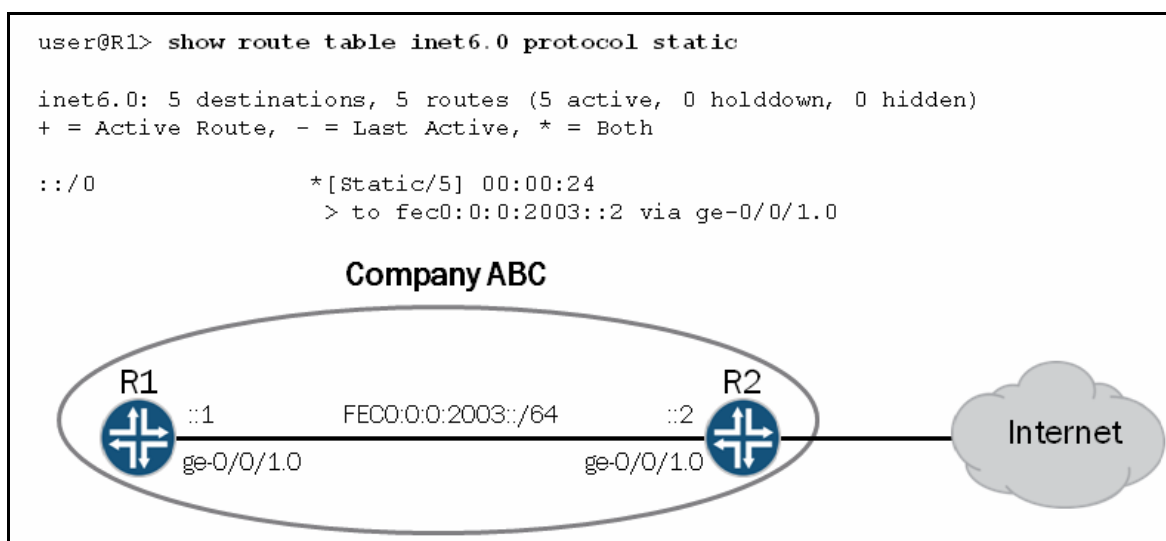 user@R1> show route table inet6.0 protocol static
inet6.0: 5 destinations, 5 routes (5 active, 0 holddown, 0 hidden)
+ = Active Route, - = Last Active, * = Both
::/0 *[Static/5] 00:00:24
> to fec0:0:0:2003::2 via ge-0/0/1.0
Company ABC
R1 R2
::1 FEC0:0:0:2003::/64 ::2
Internet
ge-0/0/1.0 ge-0/0/1.0